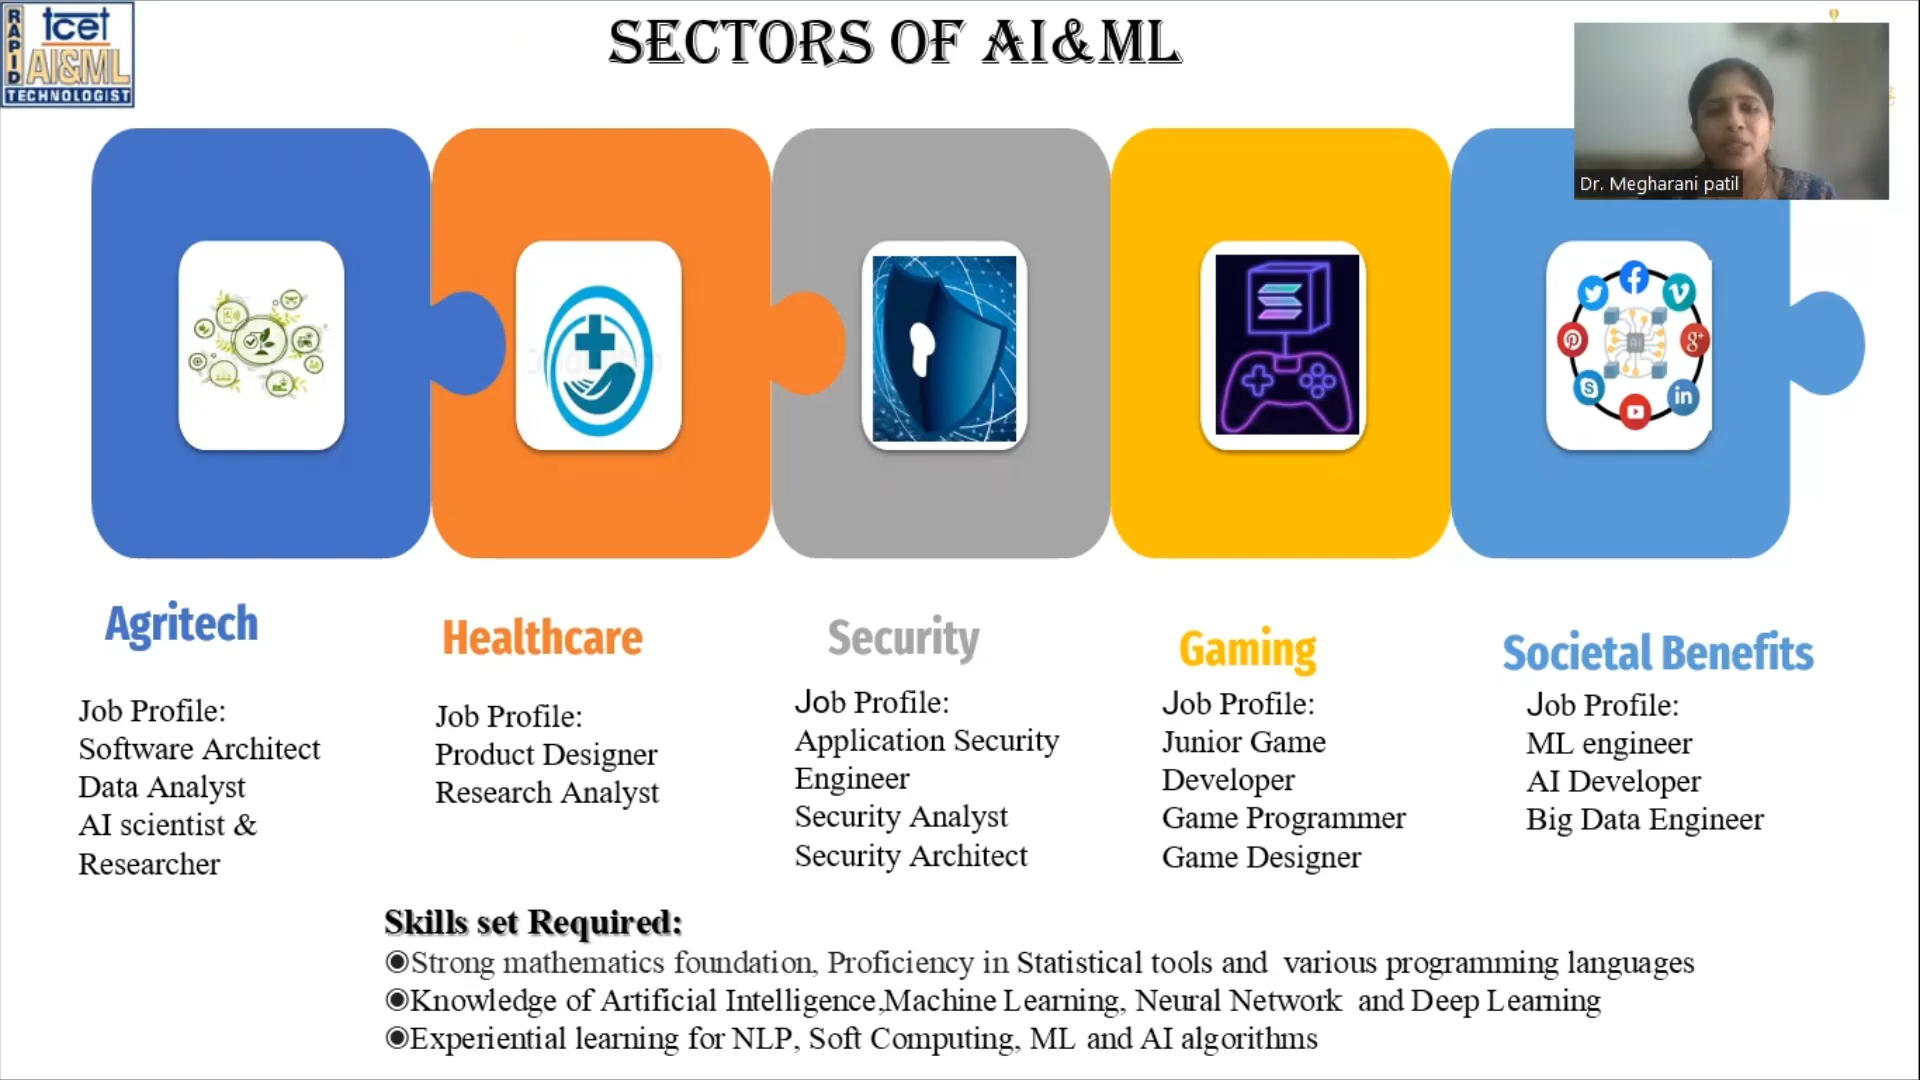 RAPID
tcet
AI&ML
TECHNOLOGIST
SECTORS OF AI&ML
Dr. Megharani patil
AI
Agritech
Job Profile:
Software Architect
Data Analyst
AI scientist &
Researcher
Healthcare
Job Profile:
Product Designer
Research Analyst
Security
Job Profile:
Application Security
Engineer
Security Analyst
Security Architect
Gaming
Job Profile:
Junior Game
Developer
Game Programmer
Game Designer
Societal Benefits
Job Profile:
ML engineer
AI Developer
Big Data Engineer
Skills set Required:
◉Strong mathematics foundation, Proficiency in Statistical tools and  various programming languages
◉Knowledge of Artificial Intelligence,Machine Learning, Neural Network  and Deep Learning
◉Experiential learning for NLP, Soft Computing, ML and AI algorithms